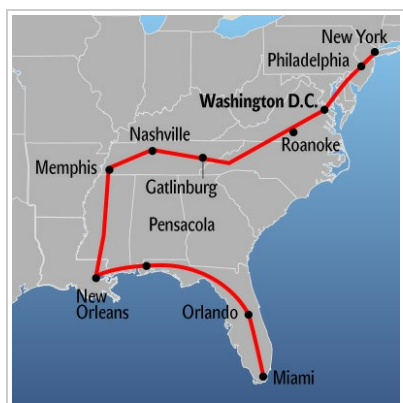 New York
Philadelphia
Washington D.C.
Nashville
Roanoke
Memphis
Gatlinburg
Pensacola
New
Orleans
Orlando
Miami